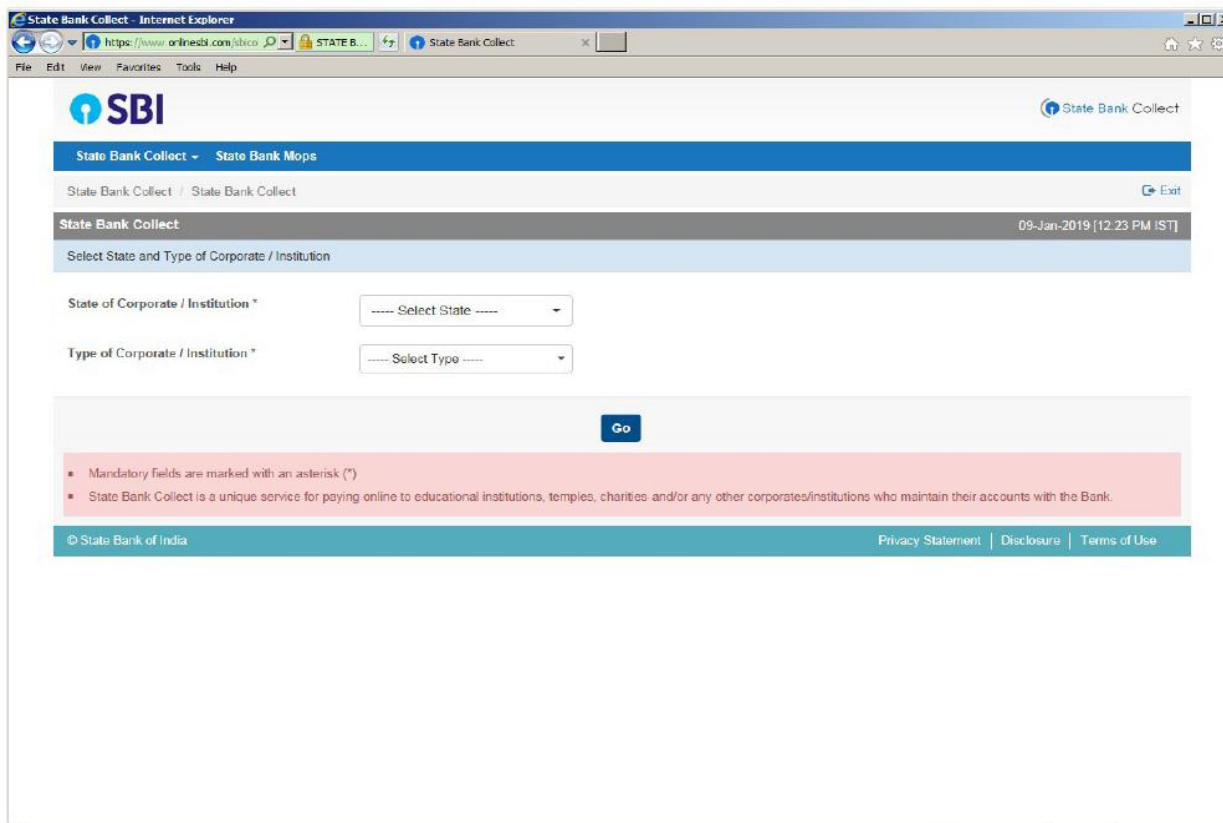 State Bank Collect - Internet Explorer
https://www.onlinesbi.com/sbico STATE B... State Bank Collect
File Edit View Favorites Tools Help
SBI State Bank Collect
State Bank Collect State Bank Mops
State Bank Collect / State Bank Collect Exit
State Bank Collect 09-Jan-2019 [12:23 PM IST]
Select State and Type of Corporate / Institution
State of Corporate / Institution * ----- Select State -----
Type of Corporate / Institution * ----- Select Type -----
Go
Mandatory fields are marked with an asterisk (*)
State Bank Collect is a unique service for paying online to educational institutions, temples, charities and/or any other corporates/institutions who maintain their accounts with the Bank.
© State Bank of India Privacy Statement | Disclosure | Terms of Use